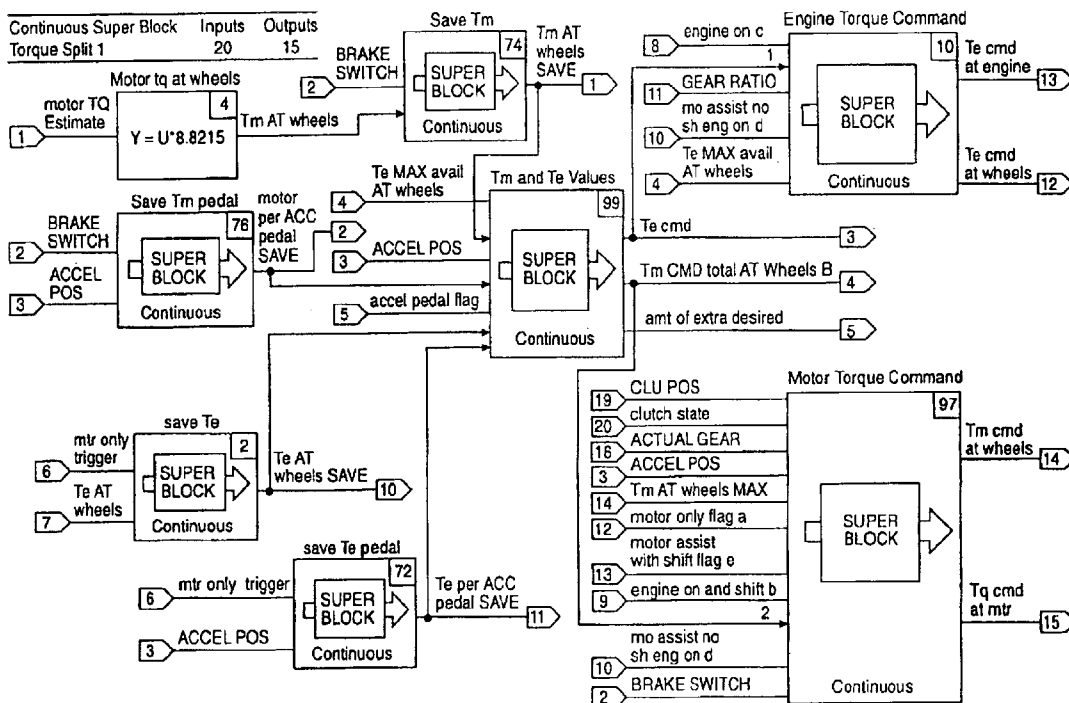 Continuous Super Block Inputs Outputs
Torque Split 1 20 15
Motor tq at wheels
motor TQ
Estimate
1
4
Y = U*8.8215
Tm AT wheels
Save Tm
74
BRAKE
SWITCH
2
SUPER
BLOCK
Continuous
Tm AT
wheels
SAVE
1
Engine Torque Command
10
8
engine on c
1
11
GEAR RATIO
mo assist no
sh eng on d
10
Te MAX avail
AT wheels
4
SUPER
BLOCK
Continuous
Te cmd
at engine
13
Te cmd
at wheels
12
Save Tm pedal
76
BRAKE
SWITCH
2
ACCEL
POS
3
SUPER
BLOCK
Continuous
motor
per ACC
pedal
SAVE
2
Tm and Te Values
99
Te MAX avail
AT wheels
4
ACCEL POS
3
accel pedal flag
5
SUPER
BLOCK
Continuous
Te cmd
3
Tm CMD total AT Wheels B
4
amt of extra desired
5
save Te
2
mtr only
trigger
6
Te AT
wheels
7
SUPER
BLOCK
Continuous
Te AT
wheels SAVE
10
save Te pedal
72
mtr only trigger
6
ACCEL POS
3
SUPER
BLOCK
Continuous
Te per ACC
pedal SAVE
11
Motor Torque Command
97
CLU POS
19
clutch state
20
ACTUAL GEAR
16
ACCEL POS
3
Tm AT wheels MAX
14
motor only flag a
12
motor assist
with shift flag e
13
engine on and shift b
9
2
mo assist no
sh eng on d
10
BRAKE SWITCH
2
SUPER
BLOCK
Continuous
Tm cmd
at wheels
14
Tq cmd
at mtr
15